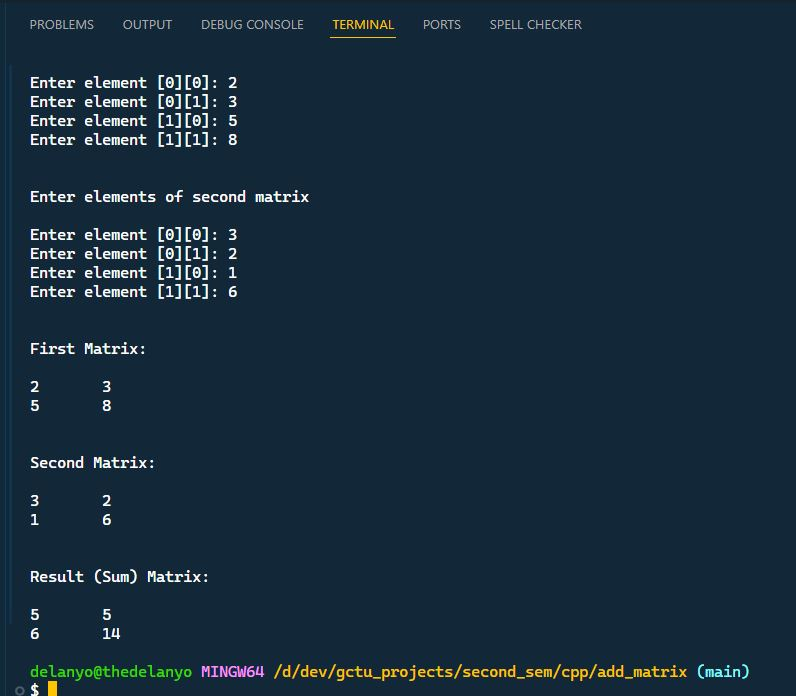 PROBLEMS OUTPUT DEBUG CONSOLE TERMINAL PORTS SPELL CHECKER
Enter element [0][0]: 2
Enter element [0][1]: 3
Enter element [1][0]: 5
Enter element [1][1]: 8
Enter elements of second matrix
Enter element [0][0]: 3
Enter element [0][1]: 2
Enter element [1][0]: 1
Enter element [1][1]: 6
First Matrix:
2 3
5 8
Second Matrix:
3 2
1 6
Result (Sum) Matrix:
5 5
6 14
delanyo@thedelanyo MINGW64 /d/dev/gctu_projects/second_sem/cpp/add_matrix (main)
$